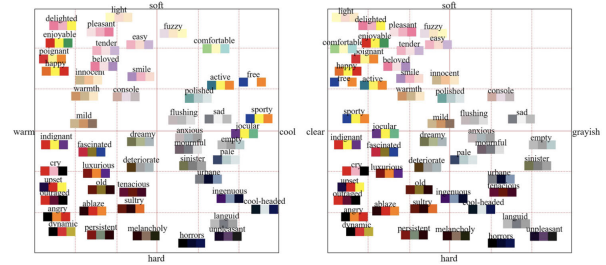 soft
light
delighted
pleasant
fuzzy
enjoyable
tender
easy
comfortable
poignant
beloved
happy
smile
innocent
active
free
warmth
console
polished
flushing
sad
sporty
mild
warm
cool
anxious
jocular
indignant
dreamy
mournful
empty
fascinated
pale
cry
luxurious
deteriorate
sinister
urbane
upset
old
tenacious
ingenuous
outraged
cool-headed
angry
ablaze
sultry
languid
dynamic
persistent
melancholy
horrors
unpleasant
hard
soft
light
delighted
pleasant
fuzzy
enjoyable
easy
comfortable
tender
poignant
beloved
happy
smile
innocent
free
active
warmth
console
polished
sporty
mild
flushing
sad
clear
grayish
jocular
anxious
indignant
dreamy
mournful
empty
fascinated
pale
cry
luxurious
deteriorate
sinister
urbane
upset
old
tenacious
outraged
ingenuous
angry
ablaze
sultry
cool-headed
languid
dynamic
persistent
melancholy
horrors
unpleasant
hard